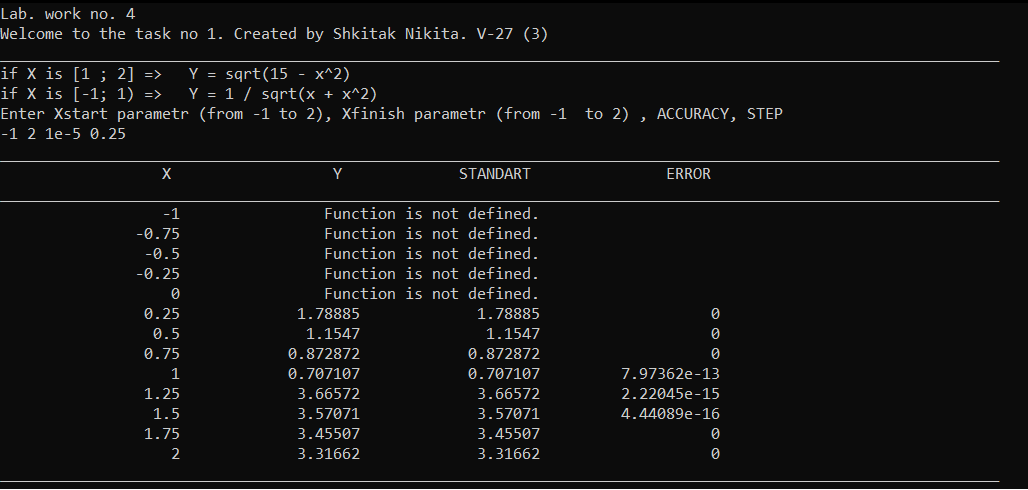 Lab. work no. 4
Welcome to the task no 1. Created by Shkitak Nikita. V-27 (3)
if X is [1 ; 2] => Y = sqrt(15 - x^2)
if X is [-1; 1) => Y = 1 / sqrt(x + x^2)
Enter Xstart parametr (from -1 to 2), Xfinish parametr (from -1 to 2) , ACCURACY, STEP
-1 2 1e-5 0.25
X Y STANDART ERROR
-1 Function is not defined.
-0.75 Function is not defined.
-0.5 Function is not defined.
-0.25 Function is not defined.
0 Function is not defined.
0.25 1.78885 1.78885 0
0.5 1.1547 1.1547 0
0.75 0.872872 0.872872 0
1 0.707107 0.707107 7.97362e-13
1.25 3.66572 3.66572 2.22045e-15
1.5 3.57071 3.57071 4.44089e-16
1.75 3.45507 3.45507 0
2 3.31662 3.31662 0